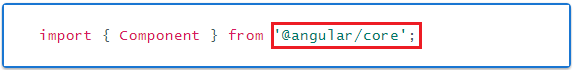 import { Component } from '@angular/core';